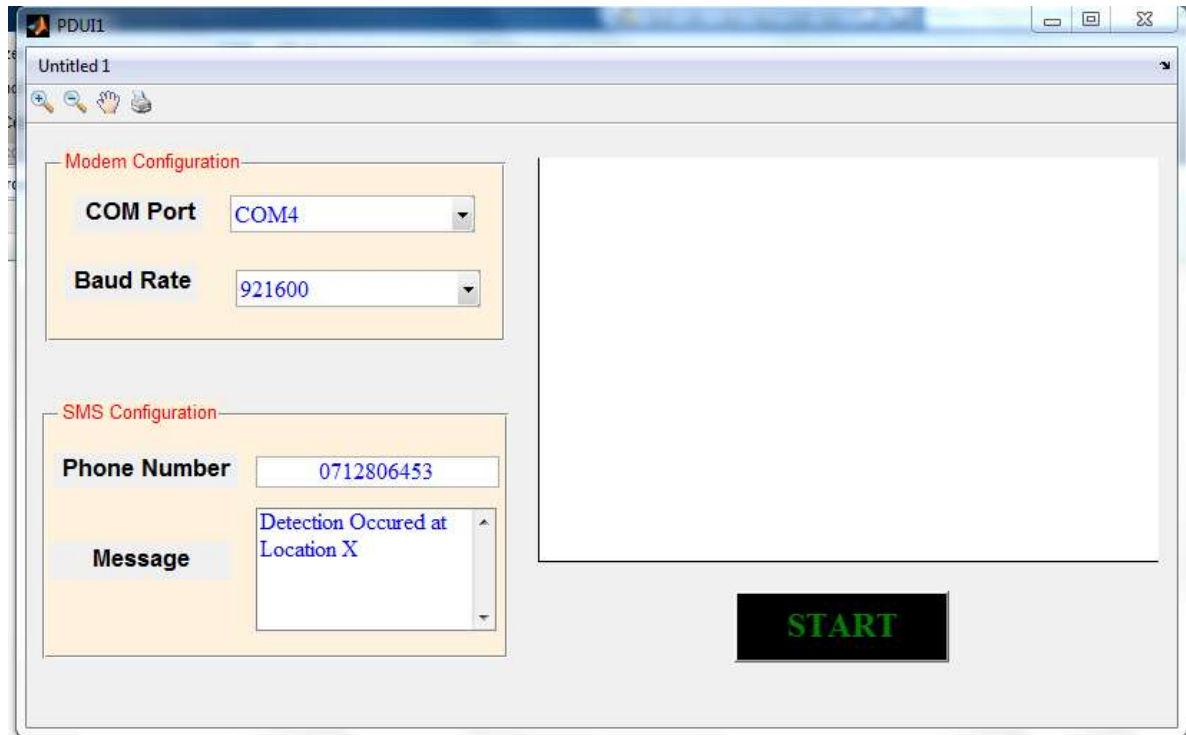 PDUI1
Untitled 1
Modem Configuration
COM Port
COM4
Baud Rate
921600
SMS Configuration
Phone Number
0712806453
Message
Detection Occured at
Location X
START